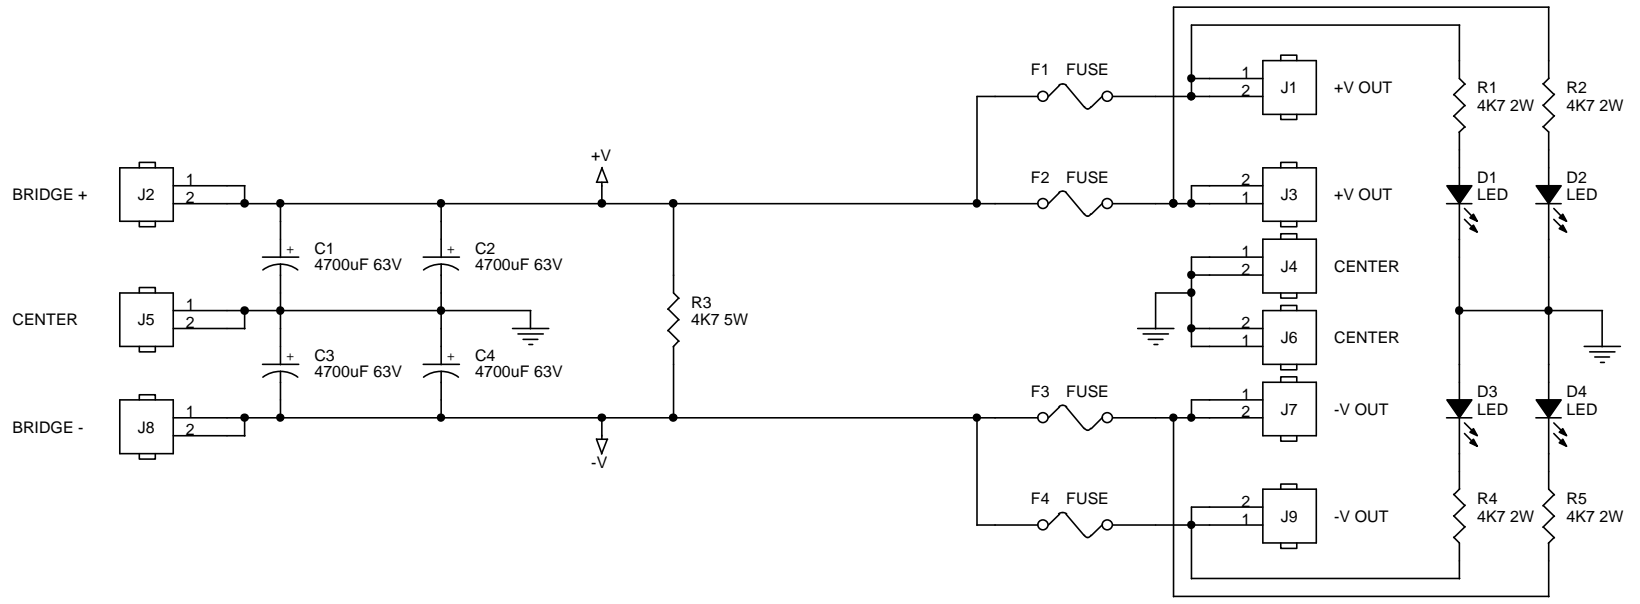 F1 FUSE
1
2
J1
+V OUT
R1
4K7 2W
R2
4K7 2W
BRIDGE +
J2
1
2
+V
F2 FUSE
2
1
J3
+V OUT
D1
LED
D2
LED
C1
4700uF 63V
C2
4700uF 63V
1
2
J4
CENTER
CENTER
J5
1
2
R3
4K7 5W
2
1
J6
CENTER
C3
4700uF 63V
C4
4700uF 63V
BRIDGE -
J8
1
2
-V
F3 FUSE
1
2
J7
-V OUT
D3
LED
D4
LED
F4 FUSE
2
1
J9
-V OUT
R4
4K7 2W
R5
4K7 2W
+
+
+
+